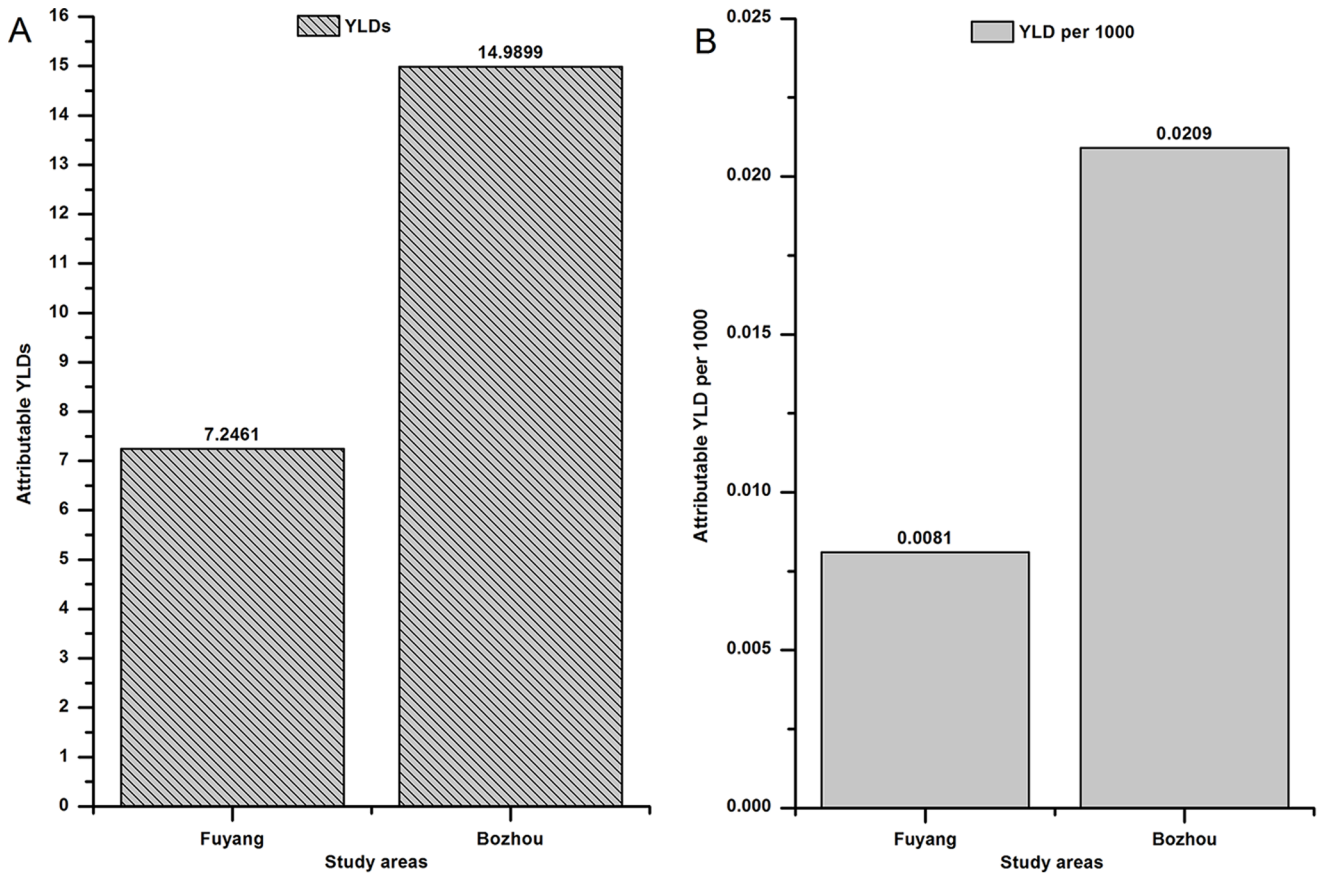 A
YLDs
16
15
14
13
12
11
10
9
8
7
6
5
4
3
2
1
0
Attributable YLDs
14.9899
7.2461
Fuyang
Bozhou
Study areas
B
YLD per 1000
0.025
0.020
0.015
0.010
0.005
0.000
Attributable YLD per 1000
0.0209
0.0081
Fuyang
Bozhou
Study areas